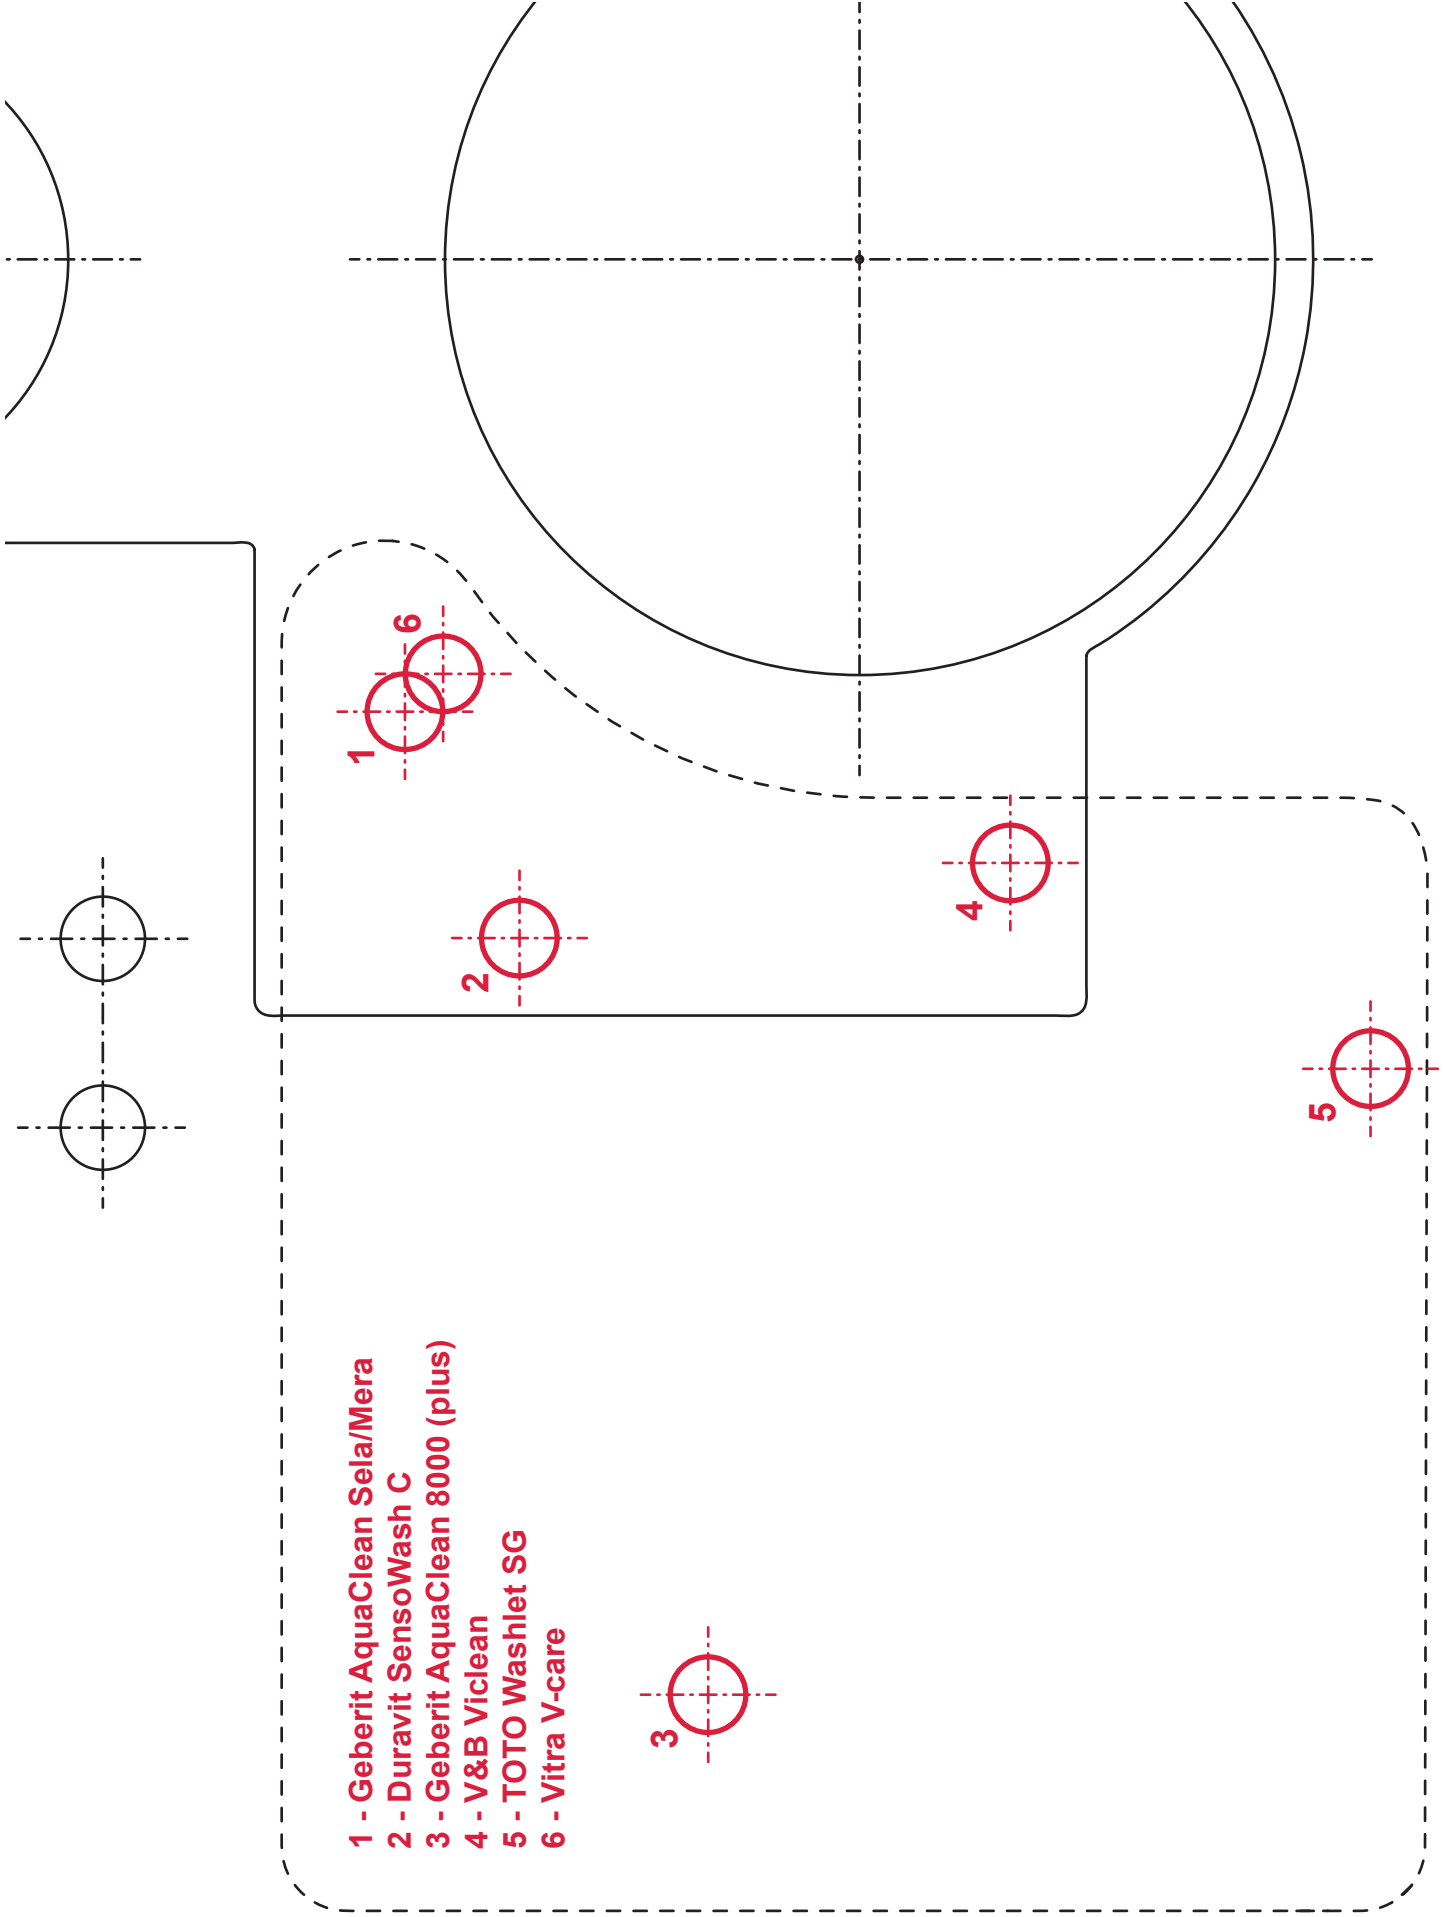 1 - Geberit AquaClean Sela/Mera
2 - Duravit SensoWash C
3 - Geberit AquaClean 8000 (plus)
4 - V&B Viclean
5 - TOTO Washlet SG
6 - Vitra V-care
1
6
2
4
5
3